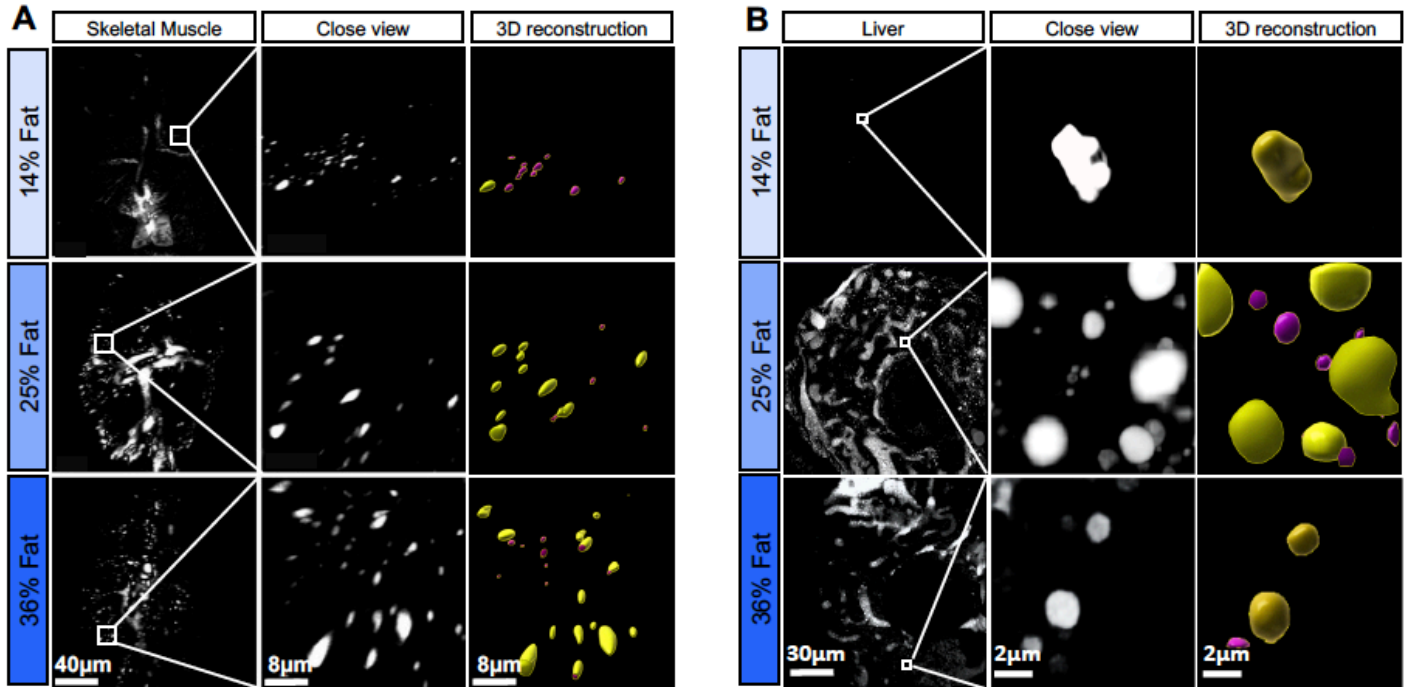 A
Skeletal Muscle
Close view
3D reconstruction
14% Fat
25% Fat
36% Fat
40µm
8µm
8µm
B
Liver
Close view
3D reconstruction
14% Fat
25% Fat
36% Fat
30µm
2µm
2µm